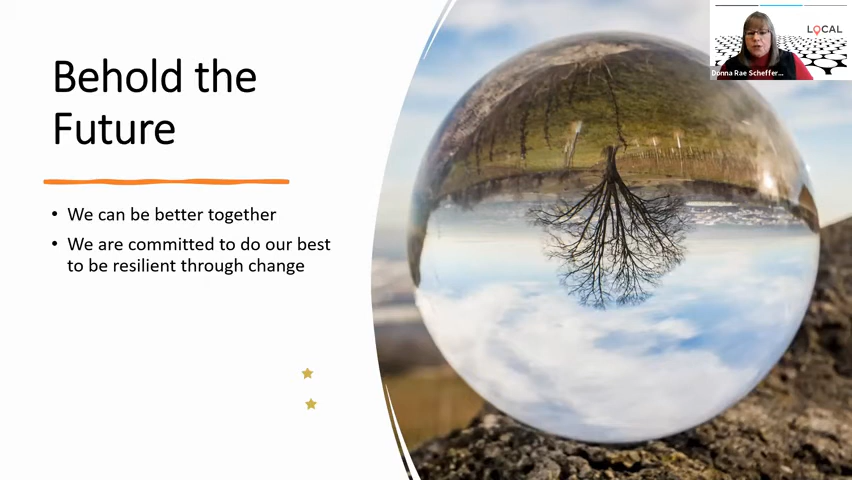 Behold the
Future
• We can be better together
• We are committed to do our best
to be resilient through change
LOCAL
Donna Rae Scheffer...